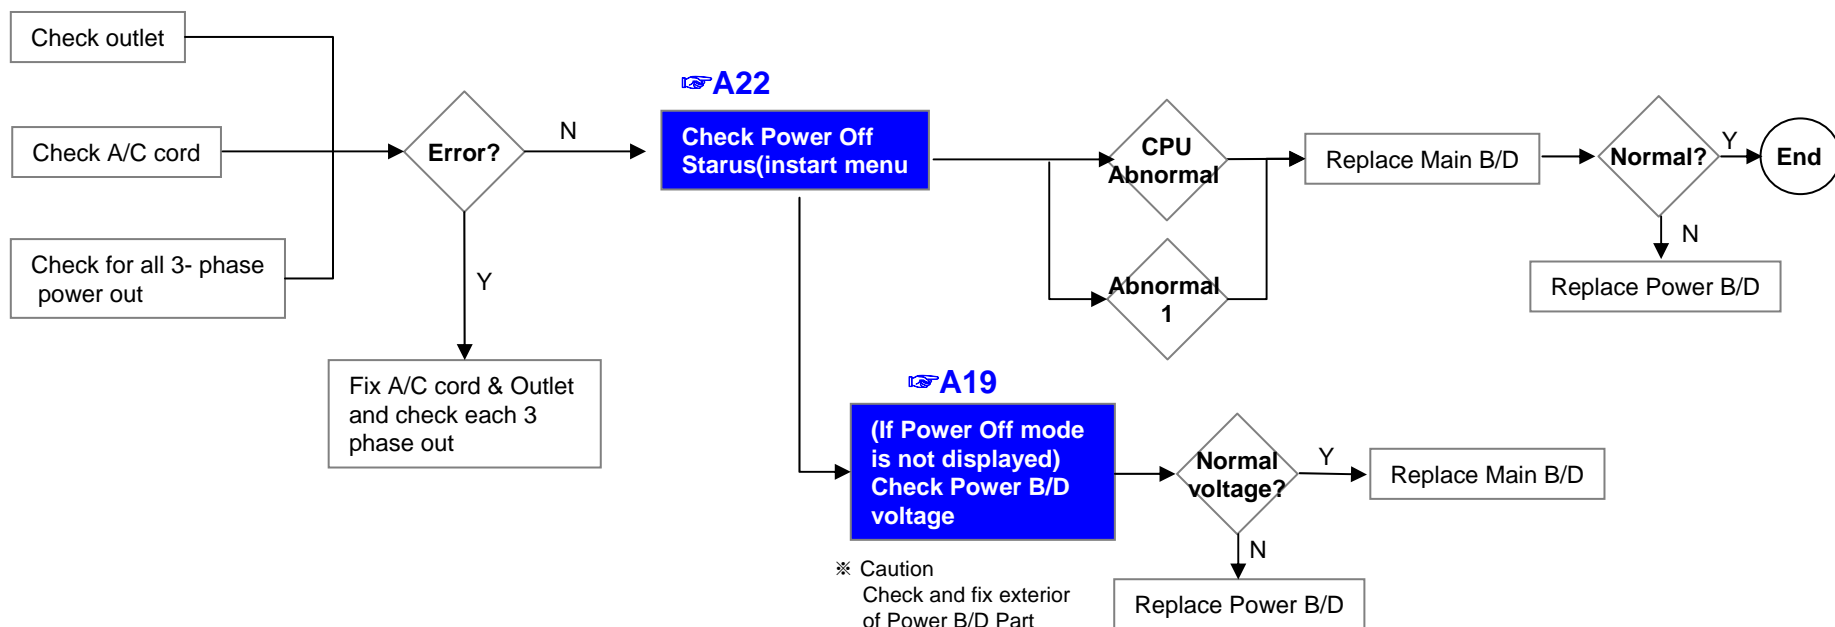 Check outlet
Check A/C cord
Check for all 3- phase
power out
Error?
N
Y
Fix A/C cord & Outlet
and check each 3
phase out
☞A22
Check Power Off
Starus(instart menu
CPU
Abnormal
Abnormal
1
Replace Main B/D
Normal?
Y
End
N
Replace Power B/D
☞A19
(If Power Off mode
is not displayed)
Check Power B/D
voltage
※ Caution
Check and fix exterior
of Power B/D Part
Normal
voltage?
Y
Replace Main B/D
N
Replace Power B/D